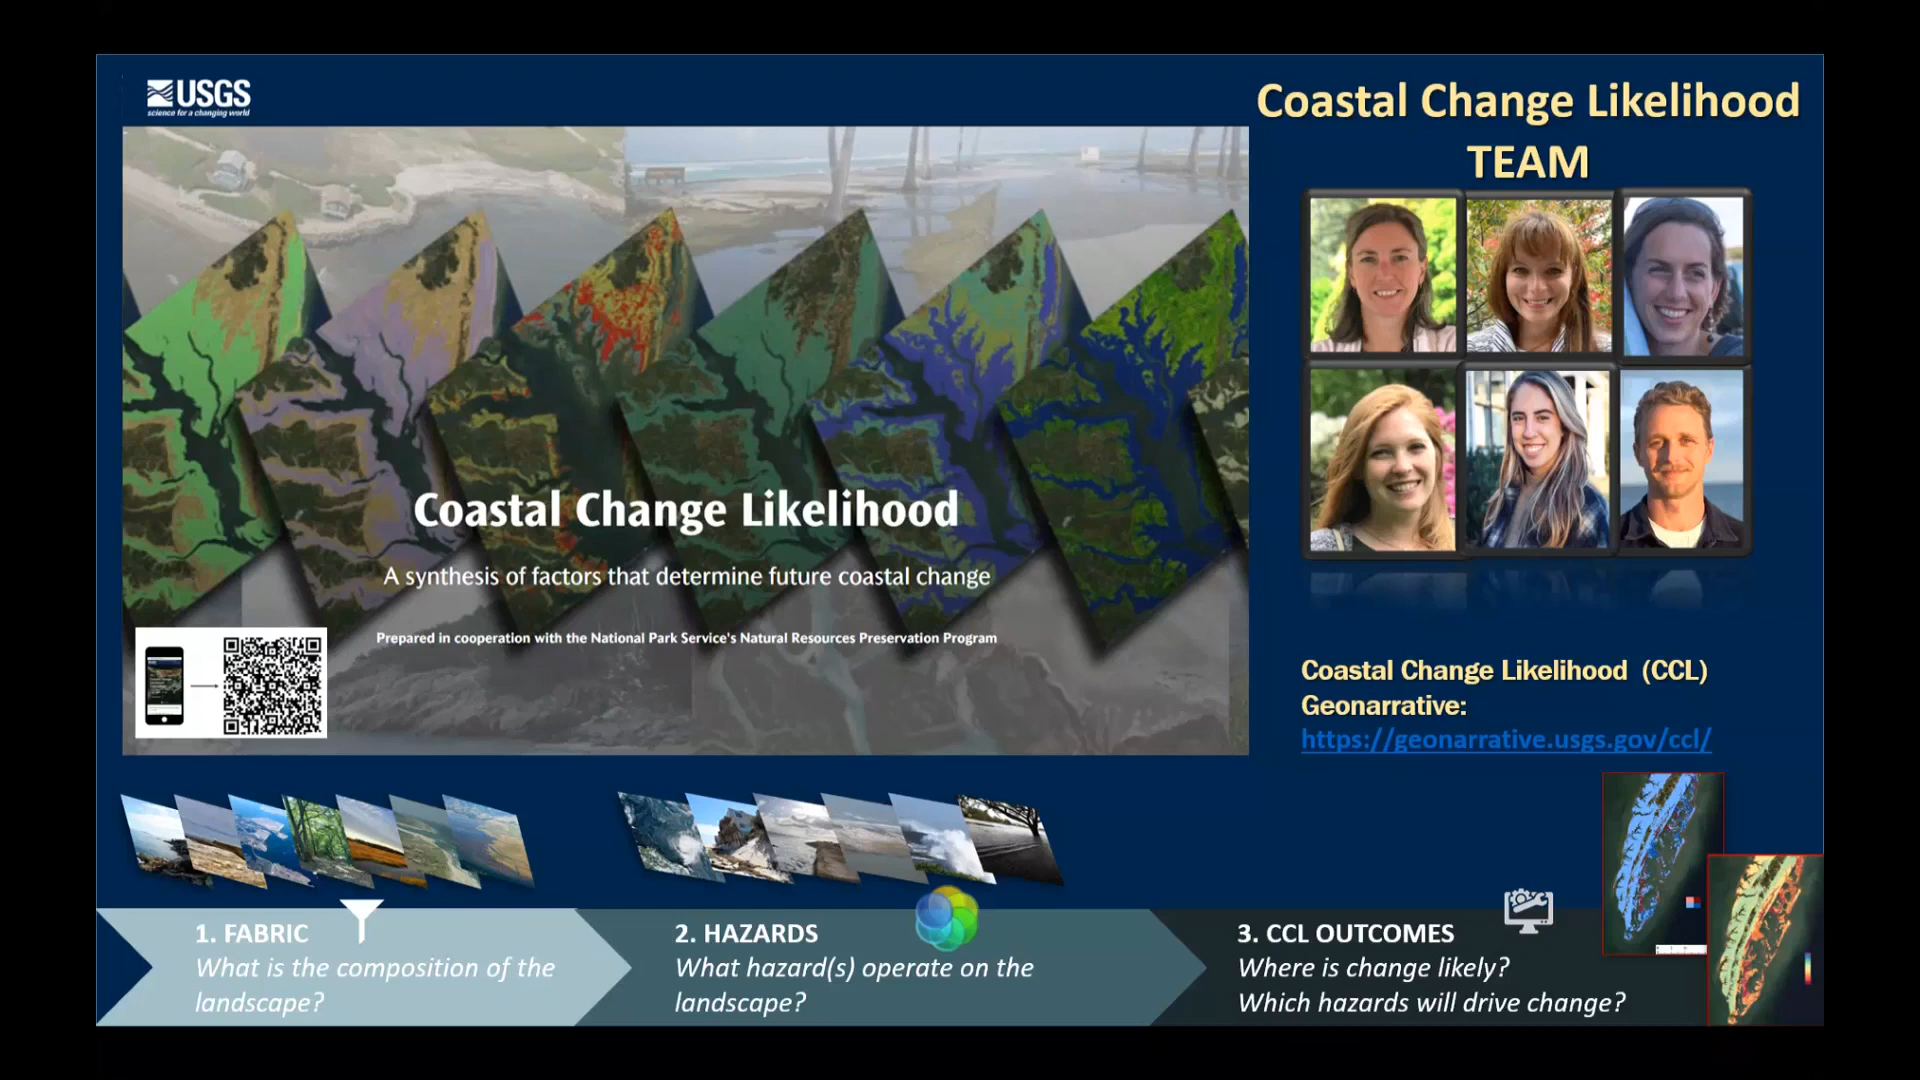 USGS
science for a changing world
Coastal Change Likelihood
TEAM
Coastal Change Likelihood
A synthesis of factors that determine future coastal change
Prepared in cooperation with the National Park Service's Natural Resources Preservation Program
Coastal Change Likelihood (CCL)
Geonarrative:
https://geonarrative.usgs.gov/ccl/
1. FABRIC
What is the composition of the
landscape?
2. HAZARDS
What hazard(s) operate on the
landscape?
3. CCL OUTCOMES
Where is change likely?
Which hazards will drive change?